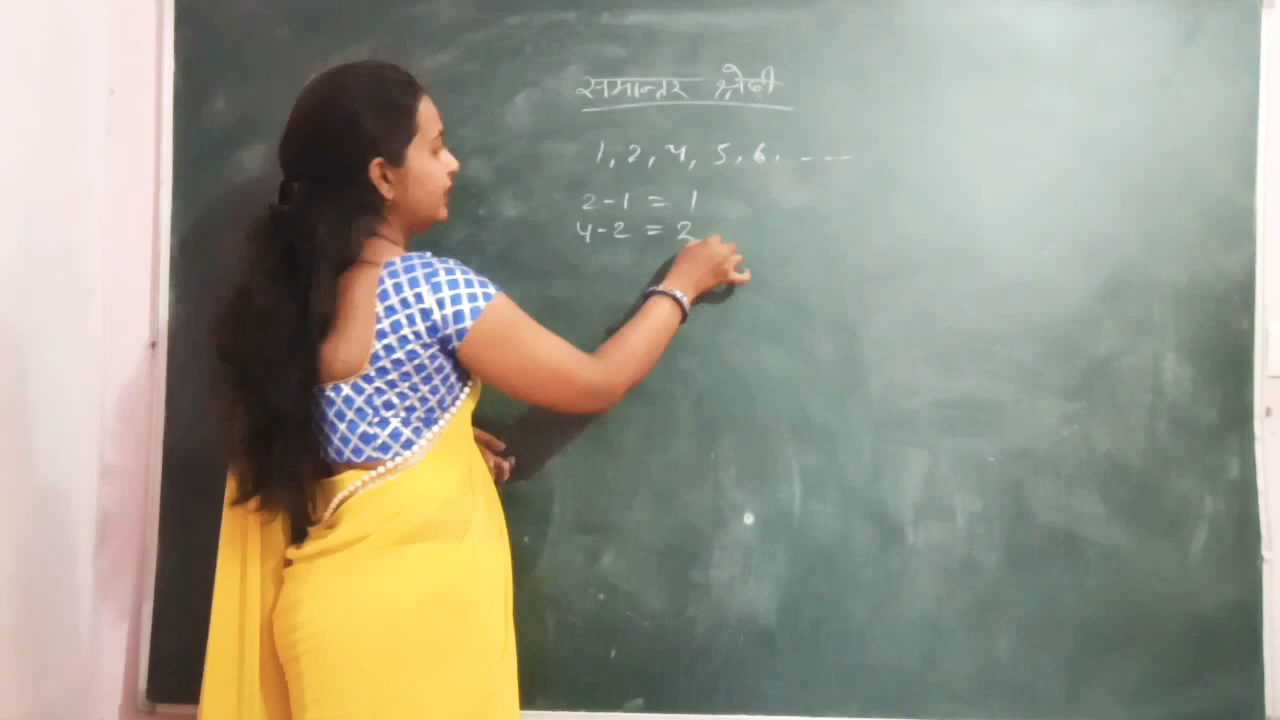 समान्तर श्रेढी
1, 2, 4, 5, 6, - - -
2-1 = 1
4-2 = 2